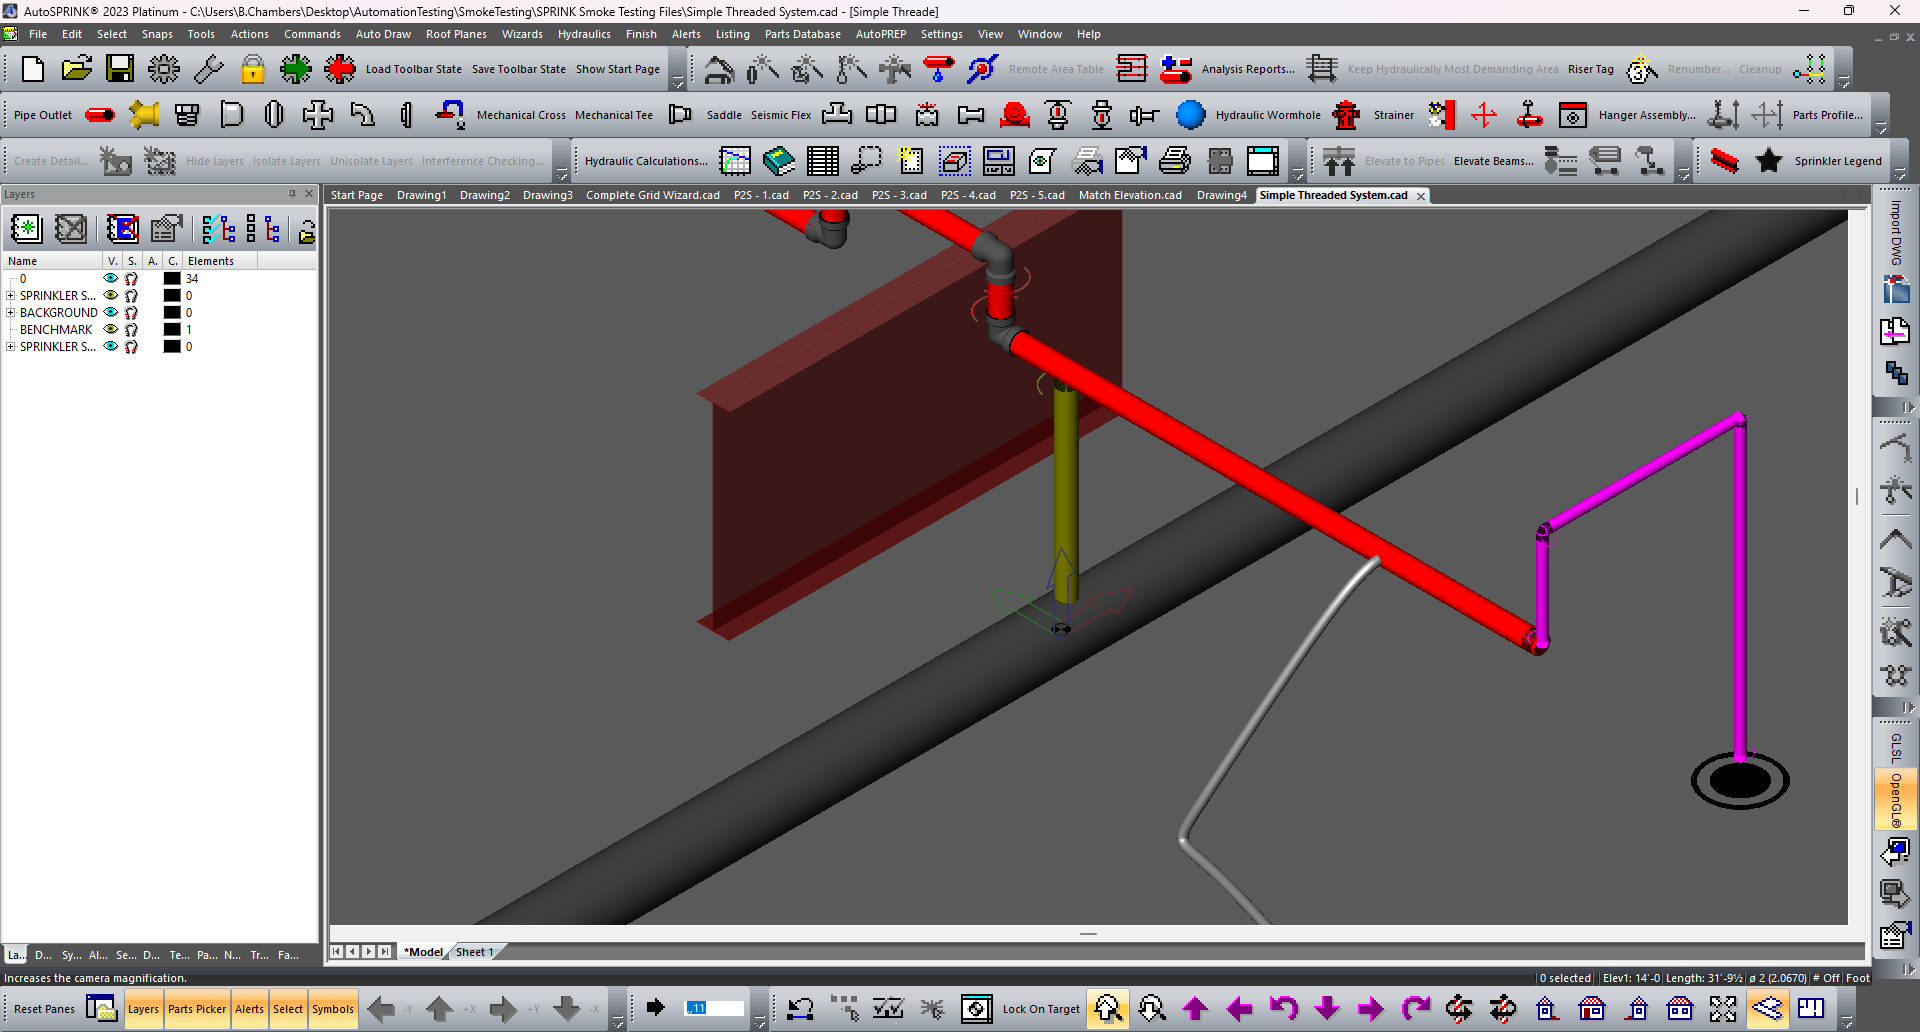 AutoSPRINK® 2023 Platinum - C:\Users\B.Chambers\Desktop\AutomationTesting\SmokeTesting\SPRINK Smoke Testing Files\Simple Threaded System.cad - [Simple Threade]
File Edit Select Snaps Tools Actions Commands Auto Draw Roof Planes Wizards Hydraulics Finish Alerts Listing Parts Database AutoPREP Settings View Window Help
Load Toolbar State Save Toolbar State Show Start Page Remote Area Table Analysis Reports... Keep Hydraulically Most Demanding Area Riser Tag Renumber... Cleanup
Pipe Outlet Mechanical Cross Mechanical Tee Saddle Seismic Flex Hydraulic Wormhole Strainer Hanger Assembly... Parts Profile...
Create Detail... Hide Layers Isolate Layers Unisolate Layers Interference Checking... Hydraulic Calculations... Elevate to Pipes Elevate Beams... Sprinkler Legend
Layers
Start Page Drawing1 Drawing2 Drawing3 Complete Grid Wizard.cad P2S - 1.cad P2S - 2.cad P2S - 3.cad P2S - 4.cad P2S - 5.cad Match Elevation.cad Drawing4 Simple Threaded System.cad
Import DWG
Name V. S. A. C. Elements
0 34
SPRINKLER S... 0
BACKGROUND 0
BENCHMARK 1
SPRINKLER S... 0
GLSL
OpenGL®
La... D... Sy... Al... Se... D... Te... Pa... N... Tr... Fa...
*Model Sheet 1
Increases the camera magnification.
0 selected Elev1: 14'-0 Length: 31'-9½ ø 2 (2.0670) # Off Foot
Reset Panes Layers Parts Picker Alerts Select Symbols -Y +X +Y -X ,,11 Lock On Target